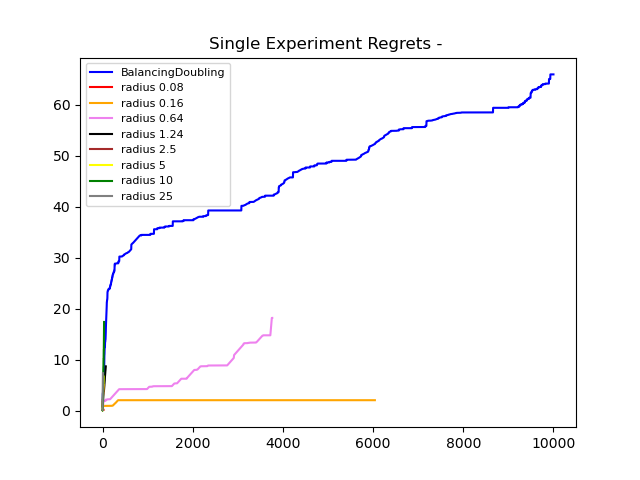 Single Experiment Regrets -
BalancingDoubling
radius 0.08
radius 0.16
radius 0.64
radius 1.24
radius 2.5
radius 5
radius 10
radius 25
60
50
40
30
20
10
0
0 2000 4000 6000 8000 10000